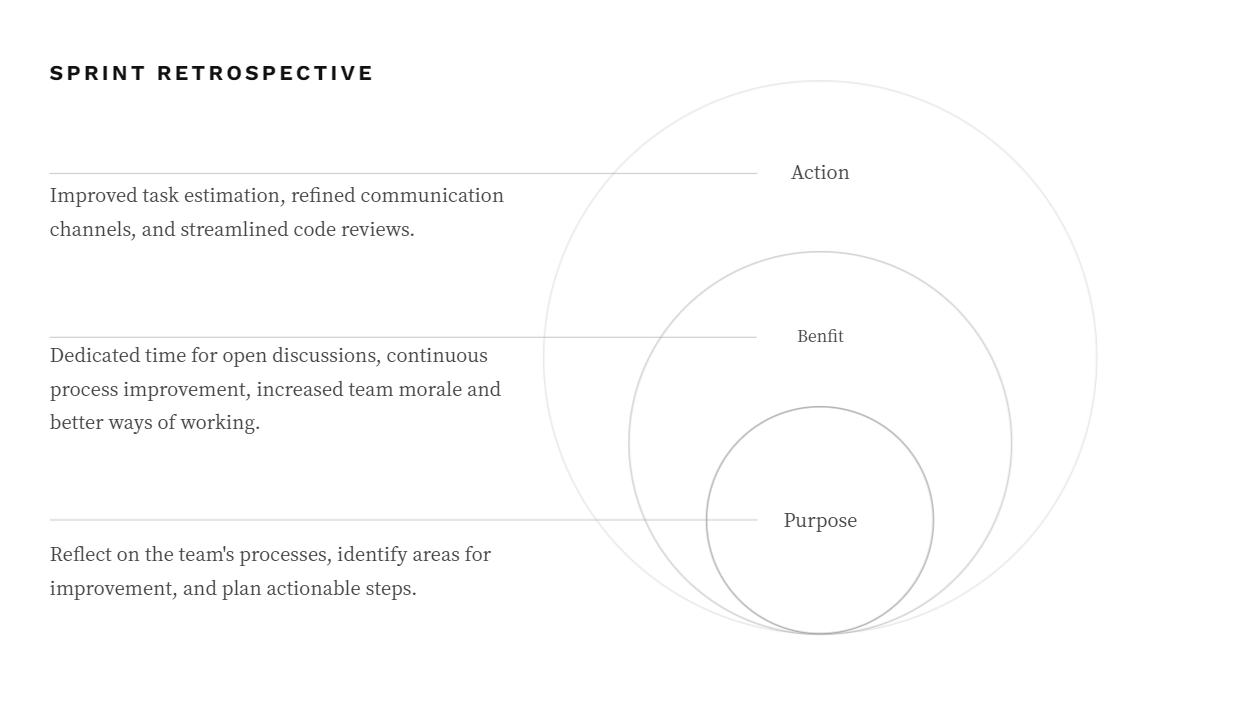 SPRINT RETROSPECTIVE
Action
Improved task estimation, refined communication
channels, and streamlined code reviews.
Benfit
Dedicated time for open discussions, continuous
process improvement, increased team morale and
better ways of working.
Purpose
Reflect on the team's processes, identify areas for
improvement, and plan actionable steps.